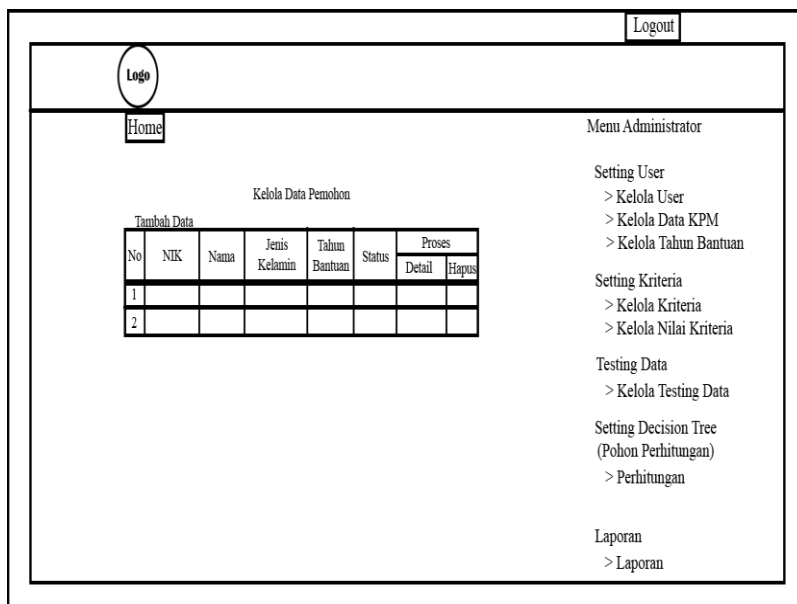 Logout
Logo
Home
Menu Administrator
Setting User
> Kelola User
> Kelola Data KPM
> Kelola Tahun Bantuan
Setting Kriteria
> Kelola Kriteria
> Kelola Nilai Kriteria
Testing Data
> Kelola Testing Data
Setting Decision Tree
(Pohon Perhitungan)
> Perhitungan
Laporan
> Laporan
Kelola Data Pemohon
Tambah Data
No NIK Nama Jenis Kelamin Tahun Bantuan Status Proses
Detail Hapus
1
2